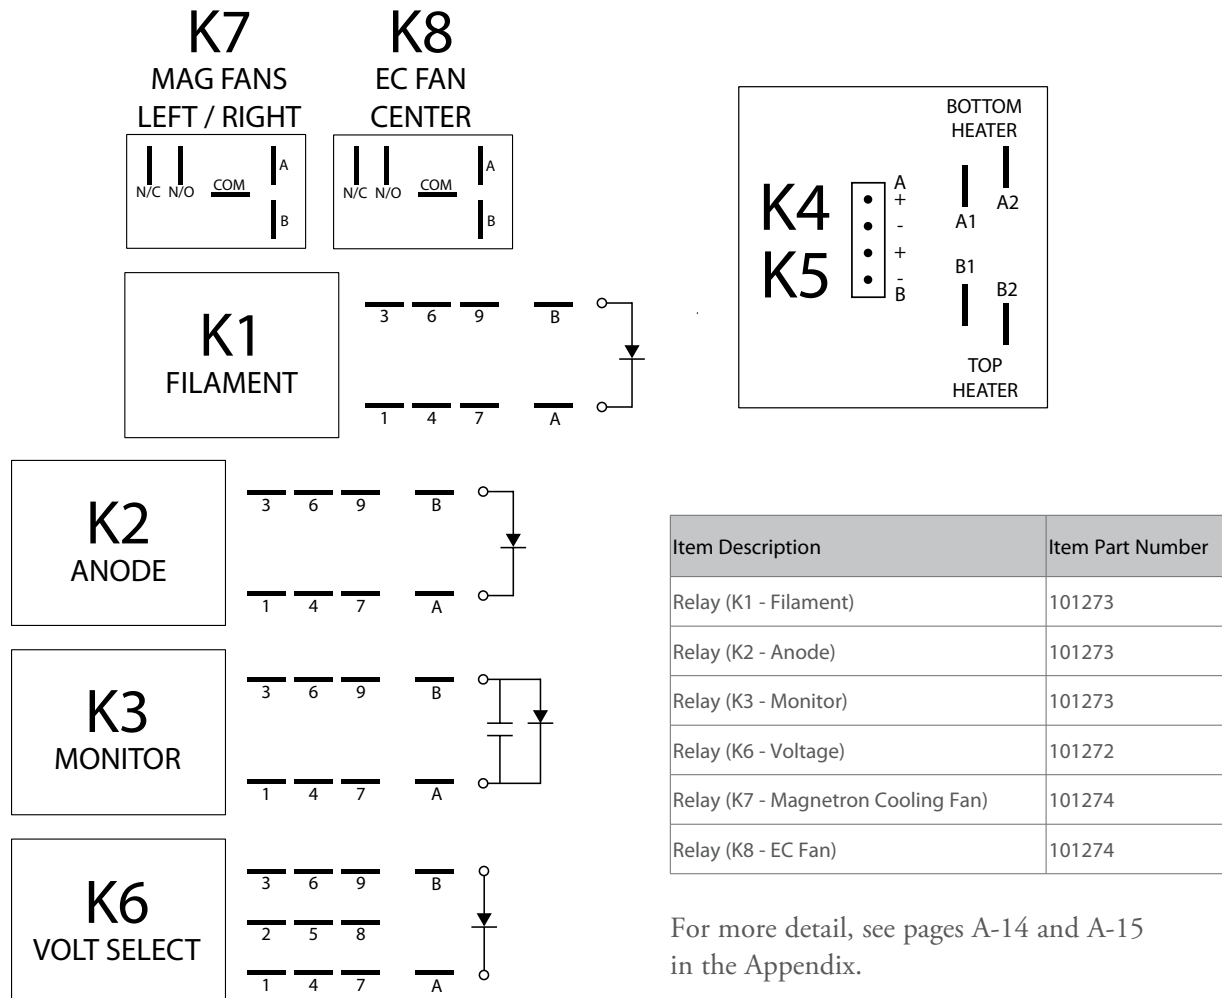 K7
MAG FANS
LEFT / RIGHT
N/C N/O COM A
B
K8
EC FAN
CENTER
N/C N/O COM A
B
K4
K5
A
+
-
+
-
B
BOTTOM
HEATER
A1
A2
B1
B2
TOP
HEATER
K1
FILAMENT
3 6 9 B
1 4 7 A
K2
ANODE
3 6 9 B
1 4 7 A
K3
MONITOR
3 6 9 B
1 4 7 A
K6
VOLT SELECT
3 6 9 B
2 5 8
1 4 7 A
Item Description Item Part Number
Relay (K1 - Filament) 101273
Relay (K2 - Anode) 101273
Relay (K3 - Monitor) 101273
Relay (K6 - Voltage) 101272
Relay (K7 - Magnetron Cooling Fan) 101274
Relay (K8 - EC Fan) 101274
For more detail, see pages A-14 and A-15
in the Appendix.